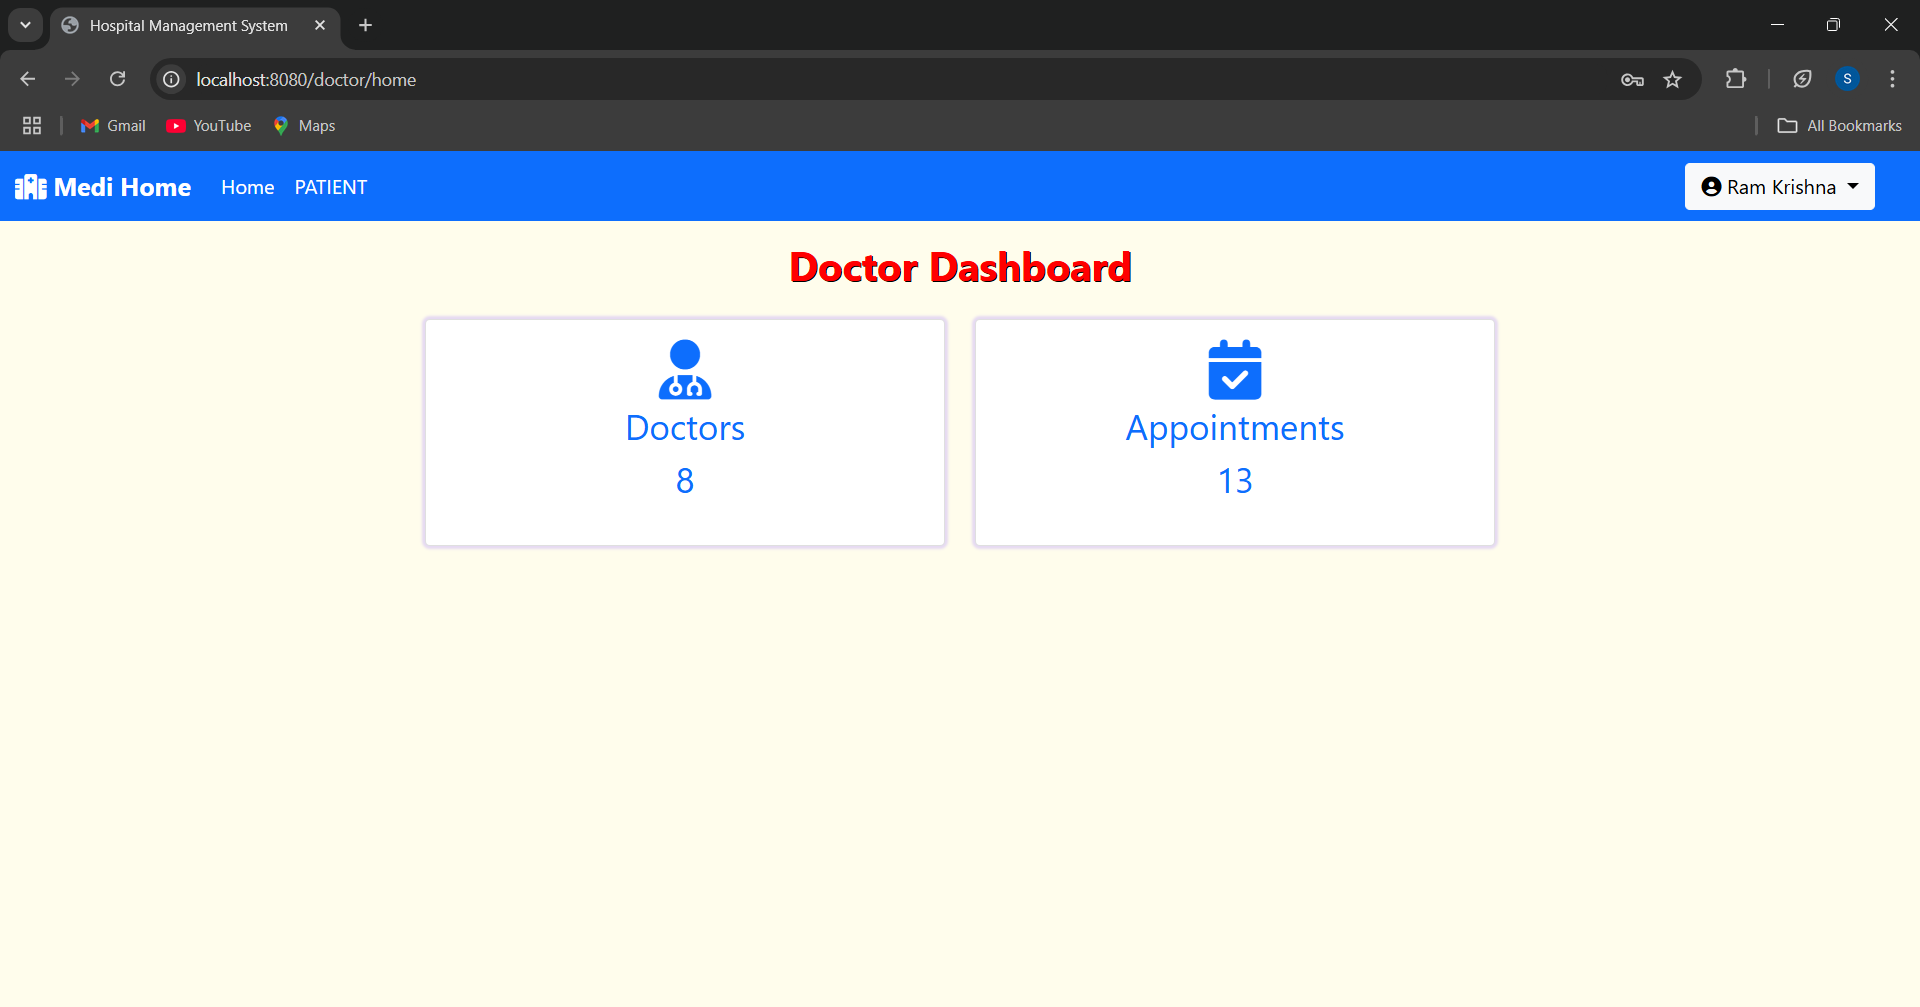 Hospital Management System
localhost:8080/doctor/home
S
Gmail YouTube Maps All Bookmarks
Medi Home Home PATIENT Ram Krishna
Doctor Dashboard
Doctors
8
Appointments
13